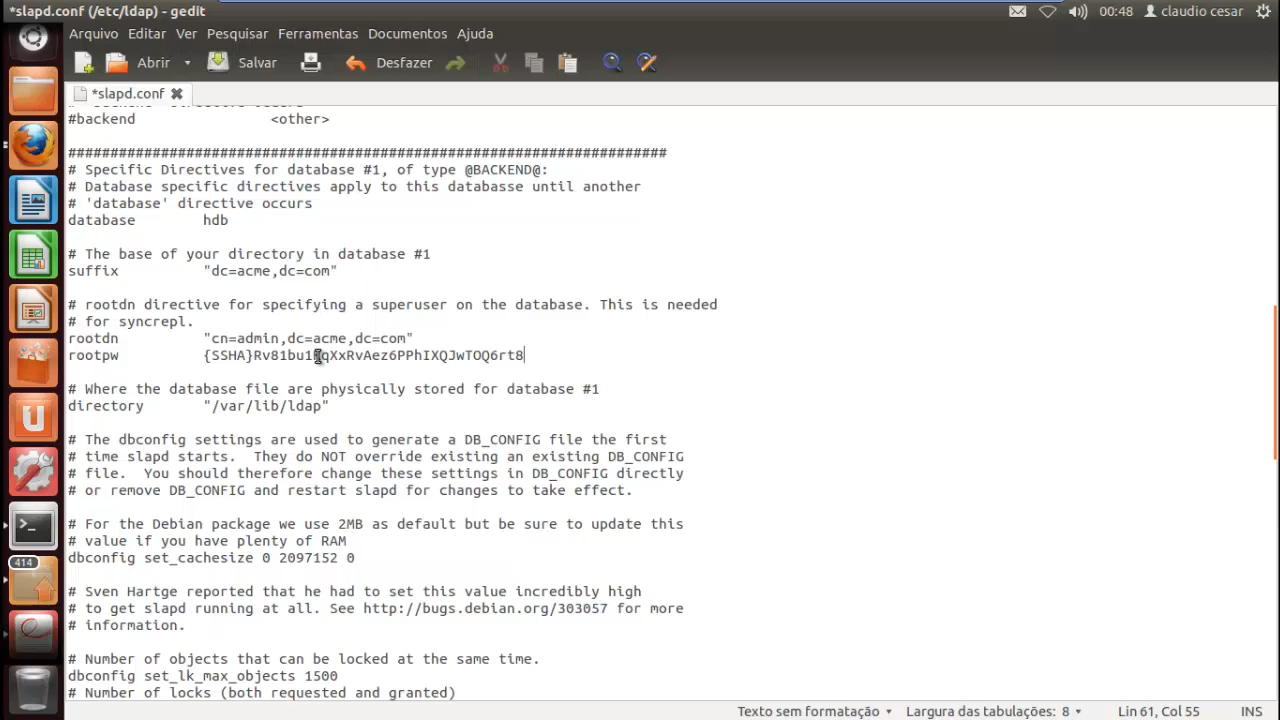 *slapd.conf (/etc/ldap) - gedit
00:48 claudio cesar
Arquivo Editar Ver Pesquisar Ferramentas Documentos Ajuda
Abrir Salvar Desfazer
*slapd.conf
#backend <other>
#######################################################################
# Specific Directives for database #1, of type @BACKEND@:
# Database specific directives apply to this databasse until another
# 'database' directive occurs
database hdb
# The base of your directory in database #1
suffix "dc=acme,dc=com"
# rootdn directive for specifying a superuser on the database. This is needed
# for syncrepl.
rootdn "cn=admin,dc=acme,dc=com"
rootpw
# Where the database file are physically stored for database #1
directory "/var/lib/ldap"
# The dbconfig settings are used to generate a DB_CONFIG file the first
# time slapd starts.  They do NOT override existing an existing DB_CONFIG
# file.  You should therefore change these settings in DB_CONFIG directly
# or remove DB_CONFIG and restart slapd for changes to take effect.
# For the Debian package we use 2MB as default but be sure to update this
# value if you have plenty of RAM
dbconfig set_cachesize 0 2097152 0
# Sven Hartge reported that he had to set this value incredibly high
# to get slapd running at all. See http://bugs.debian.org/303057 for more
# information.
# Number of objects that can be locked at the same time.
dbconfig set_lk_max_objects 1500
# Number of locks (both requested and granted)
414
Texto sem formatação Largura das tabulações: 8 Lin 61, Col 55 INS